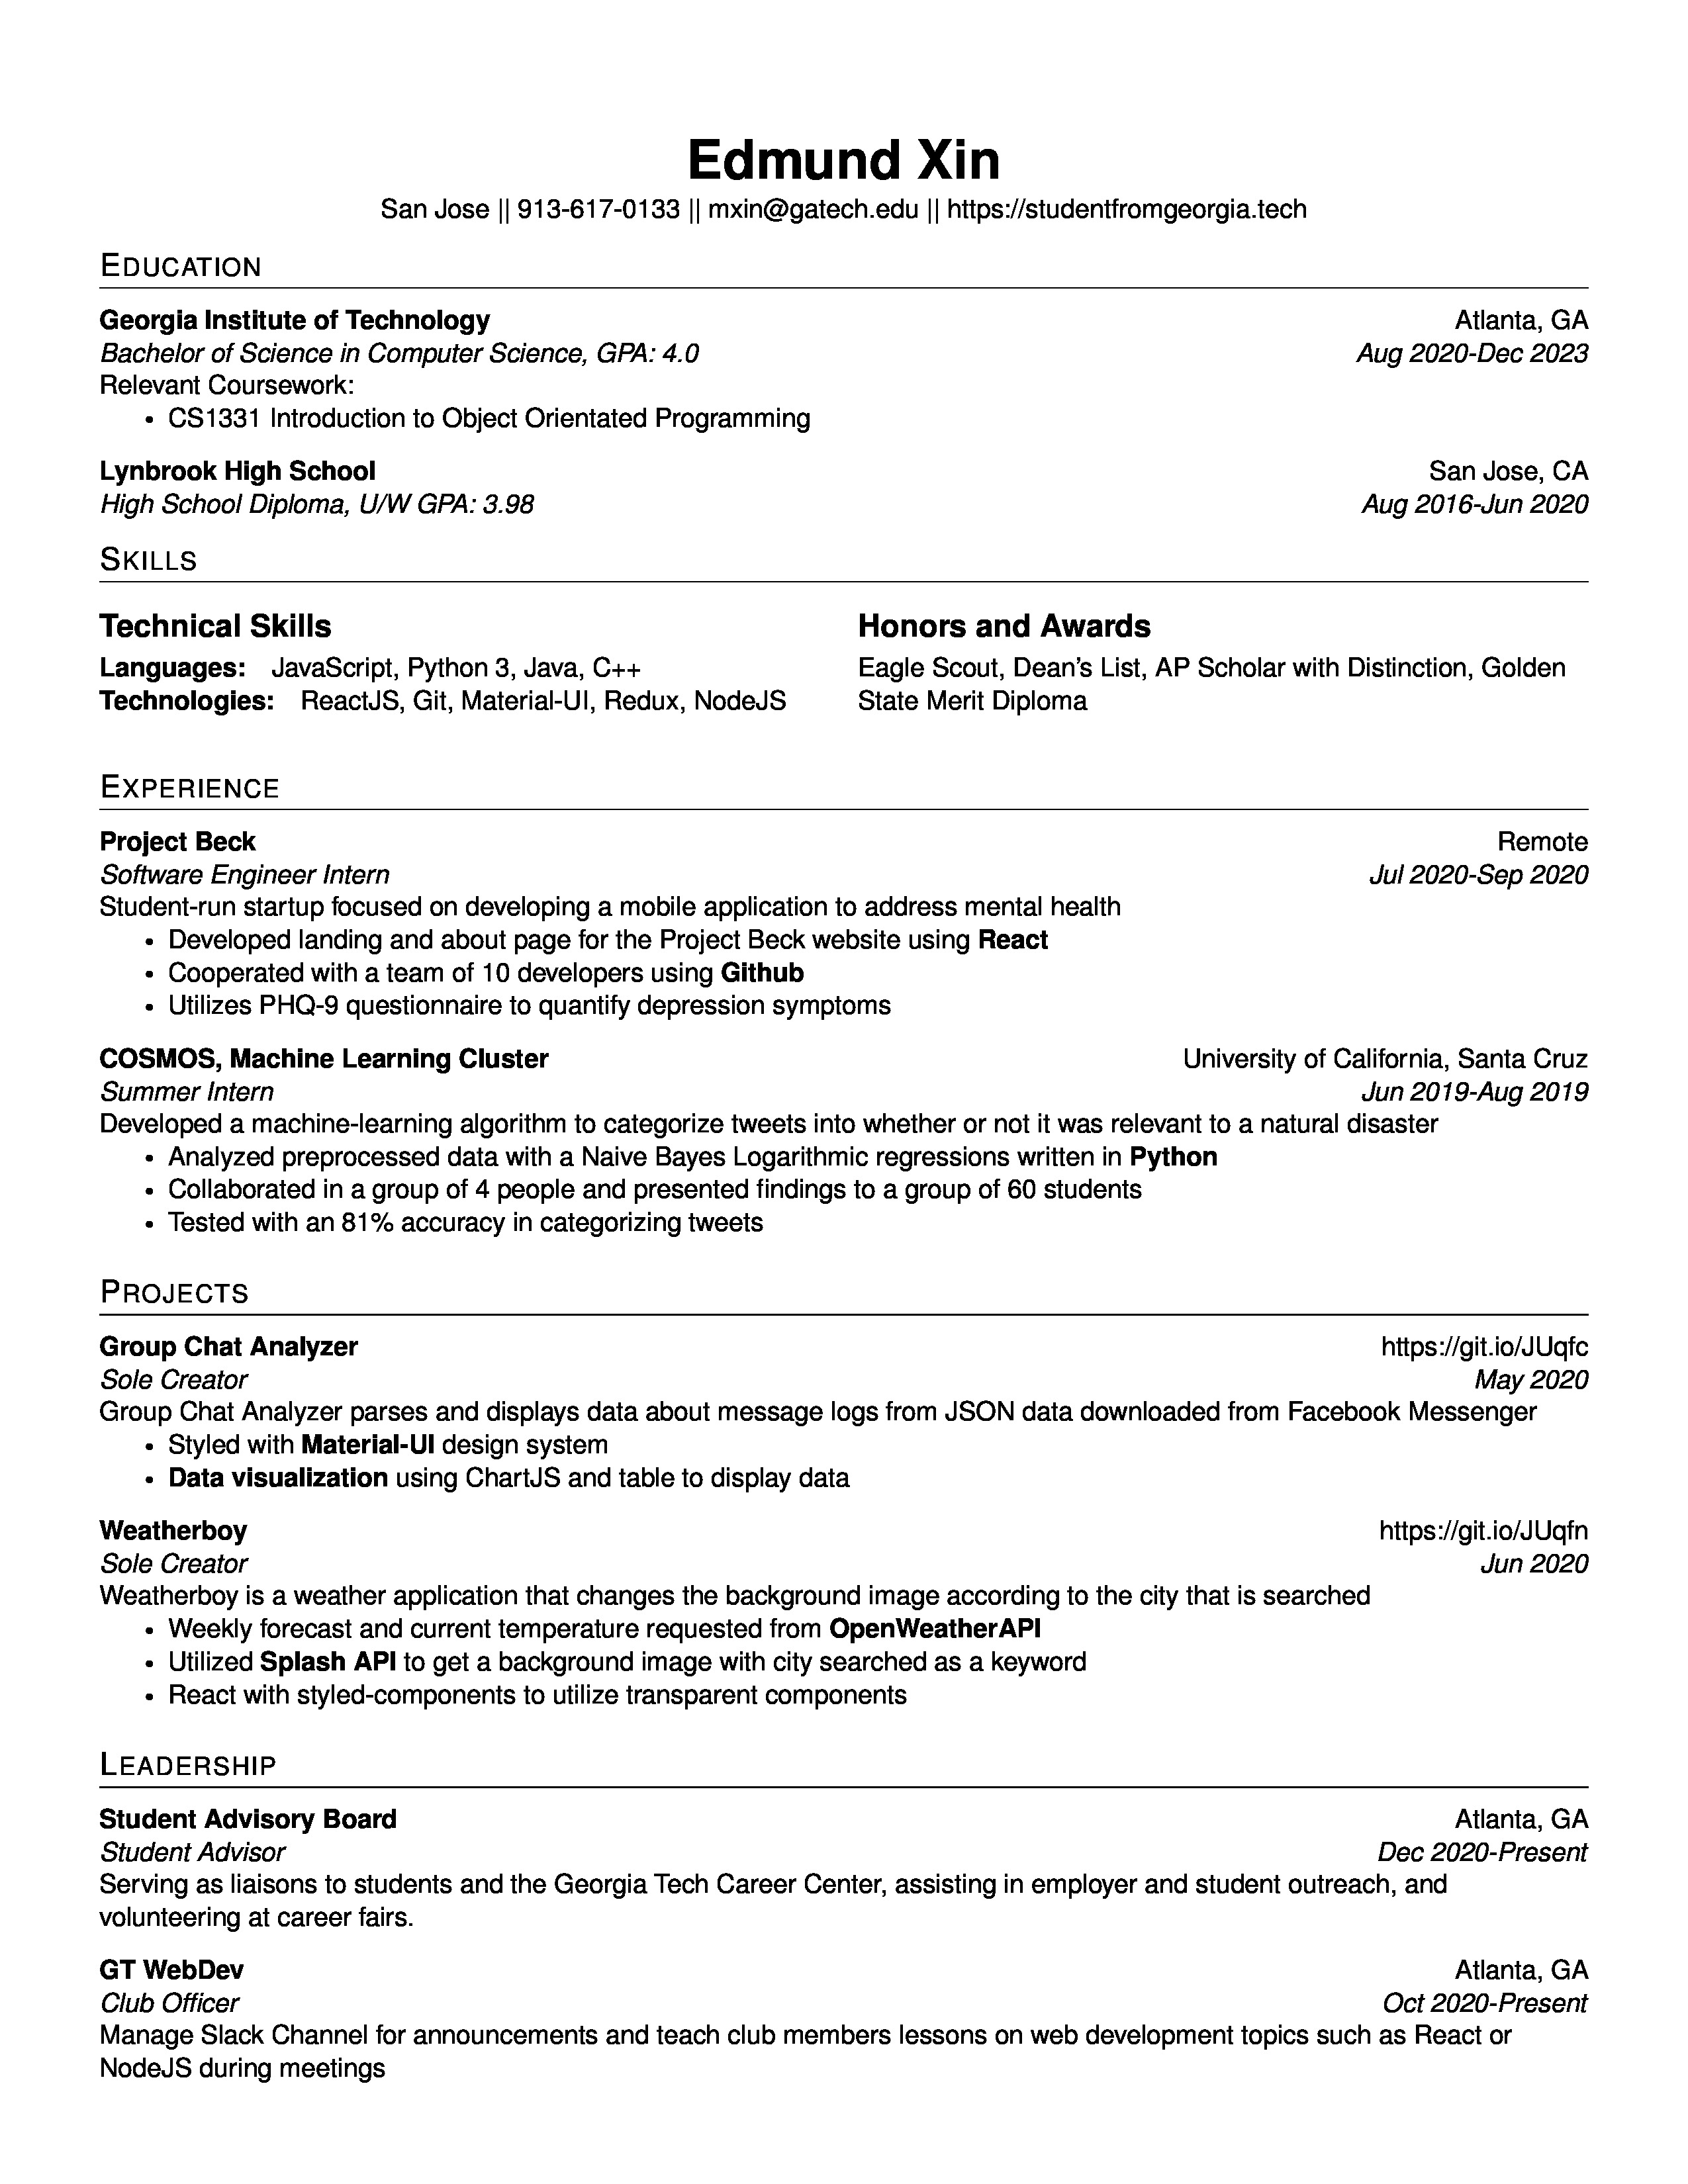 Edmund Xin
San Jose || 913-617-0133 || mxin@gatech.edu || https://studentfromgeorgia.tech
EDUCATION
Georgia Institute of Technology Atlanta, GA
Bachelor of Science in Computer Science, GPA: 4.0 Aug 2020-Dec 2023
Relevant Coursework:
• CS1331 Introduction to Object Orientated Programming
Lynbrook High School San Jose, CA
High School Diploma, U/W GPA: 3.98 Aug 2016-Jun 2020
SKILLS
Technical Skills
Languages: JavaScript, Python 3, Java, C++
Technologies: ReactJS, Git, Material-UI, Redux, NodeJS
Honors and Awards
Eagle Scout, Dean's List, AP Scholar with Distinction, Golden
State Merit Diploma
EXPERIENCE
Project Beck Remote
Software Engineer Intern Jul 2020-Sep 2020
Student-run startup focused on developing a mobile application to address mental health
• Developed landing and about page for the Project Beck website using React
• Cooperated with a team of 10 developers using Github
• Utilizes PHQ-9 questionnaire to quantify depression symptoms
COSMOS, Machine Learning Cluster University of California, Santa Cruz
Summer Intern Jun 2019-Aug 2019
Developed a machine-learning algorithm to categorize tweets into whether or not it was relevant to a natural disaster
• Analyzed preprocessed data with a Naive Bayes Logarithmic regressions written in Python
• Collaborated in a group of 4 people and presented findings to a group of 60 students
• Tested with an 81% accuracy in categorizing tweets
PROJECTS
Group Chat Analyzer https://git.io/JUqfc
Sole Creator May 2020
Group Chat Analyzer parses and displays data about message logs from JSON data downloaded from Facebook Messenger
• Styled with Material-UI design system
• Data visualization using ChartJS and table to display data
Weatherboy https://git.io/JUqfn
Sole Creator Jun 2020
Weatherboy is a weather application that changes the background image according to the city that is searched
• Weekly forecast and current temperature requested from OpenWeatherAPI
• Utilized Splash API to get a background image with city searched as a keyword
• React with styled-components to utilize transparent components
LEADERSHIP
Student Advisory Board Atlanta, GA
Student Advisor Dec 2020-Present
Serving as liaisons to students and the Georgia Tech Career Center, assisting in employer and student outreach, and
volunteering at career fairs.
GT WebDev Atlanta, GA
Club Officer Oct 2020-Present
Manage Slack Channel for announcements and teach club members lessons on web development topics such as React or
NodeJS during meetings